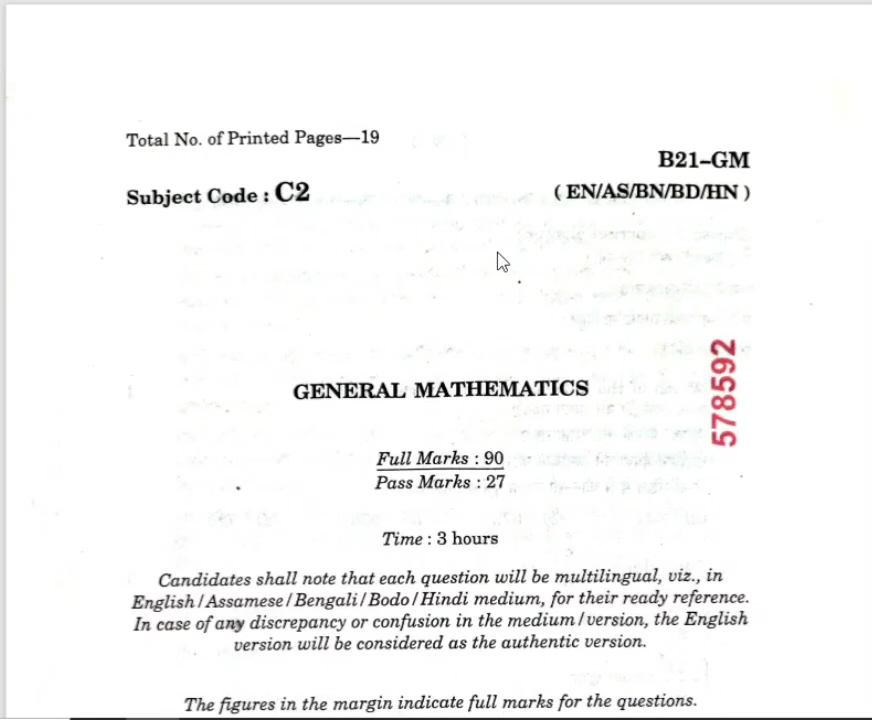 Total No. of Printed Pages—19
B21–GM
Subject Code : C2
( EN/AS/BN/BD/HN )
578592
GENERAL MATHEMATICS
Full Marks : 90
Pass Marks : 27
Time : 3 hours
Candidates shall note that each question will be multilingual, viz., in
English / Assamese / Bengali / Bodo / Hindi medium, for their ready reference.
In case of any discrepancy or confusion in the medium / version, the English
version will be considered as the authentic version.
The figures in the margin indicate full marks for the questions.